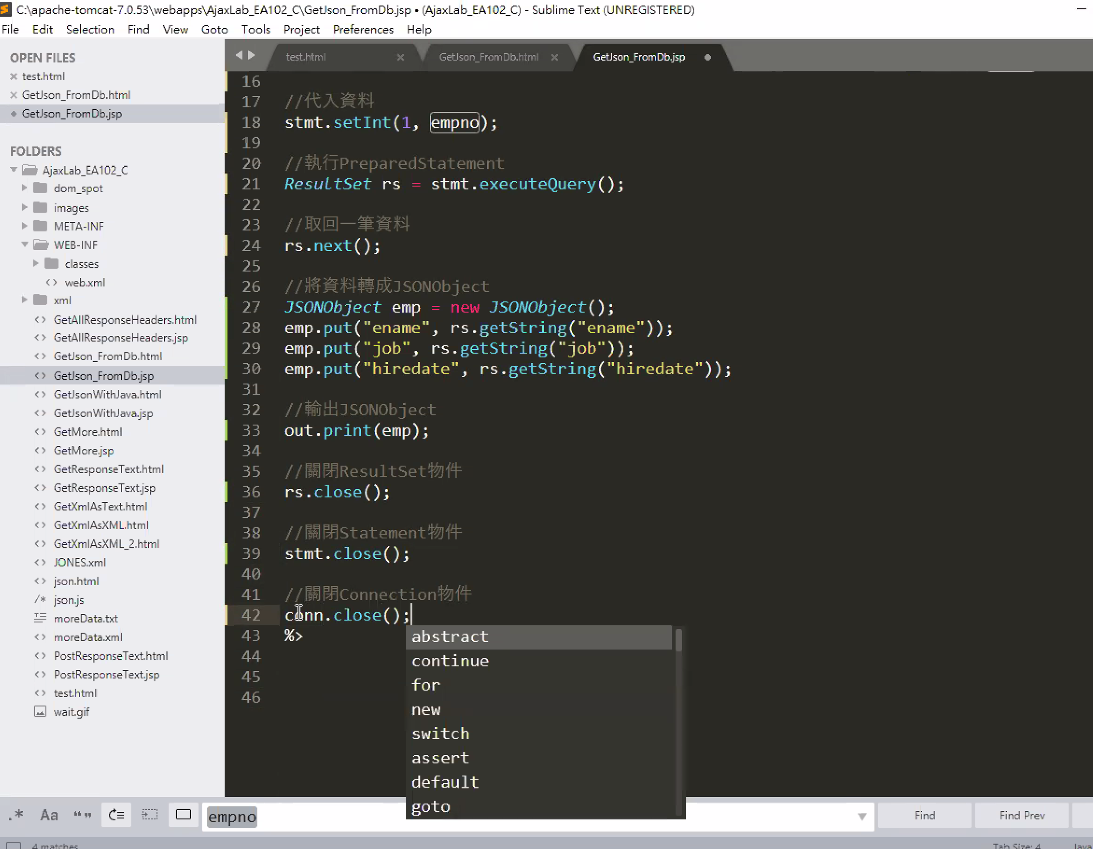 C:\apache-tomcat-7.0.53\webapps\AjaxLab_EA102_C\GetJson_FromDb.jsp • (AjaxLab_EA102_C) - Sublime Text (UNREGISTERED)
File Edit Selection Find View Goto Tools Project Preferences Help
OPEN FILES
test.html
GetJson_FromDb.html
GetJson_FromDb.jsp
FOLDERS
AjaxLab_EA102_C
dom_spot
images
META-INF
WEB-INF
classes
web.xml
xml
GetAllResponseHeaders.html
GetAllResponseHeaders.jsp
GetJson_FromDb.html
GetJson_FromDb.jsp
GetJsonWithJava.html
GetJsonWithJava.jsp
GetMore.html
GetMore.jsp
GetResponseText.html
GetResponseText.jsp
GetXmlAsText.html
GetXmlAsXML.html
GetXmlAsXML_2.html
JONES.xml
json.html
json.js
moreData.txt
moreData.xml
PostResponseText.html
PostResponseText.jsp
test.html
wait.gif
test.html GetJson_FromDb.html GetJson_FromDb.jsp
16
17 //代入資料
18 stmt.setInt(1, empno);
19
20 //執行PreparedStatement
21 ResultSet rs = stmt.executeQuery();
22
23 //取回一筆資料
24 rs.next();
25
26 //將資料轉成JSONObject
27 JSONObject emp = new JSONObject();
28 emp.put("ename", rs.getString("ename"));
29 emp.put("job", rs.getString("job"));
30 emp.put("hiredate", rs.getString("hiredate"));
31
32 //輸出JSONObject
33 out.print(emp);
34
35 //關閉ResultSet物件
36 rs.close();
37
38 //關閉Statement物件
39 stmt.close();
40
41 //關閉Connection物件
42 conn.close();
43 %>
44
45
46
abstract
continue
for
new
switch
assert
default
goto
.* Aa “” empno Find Find Prev
4 matches Tab Size: 4 Java